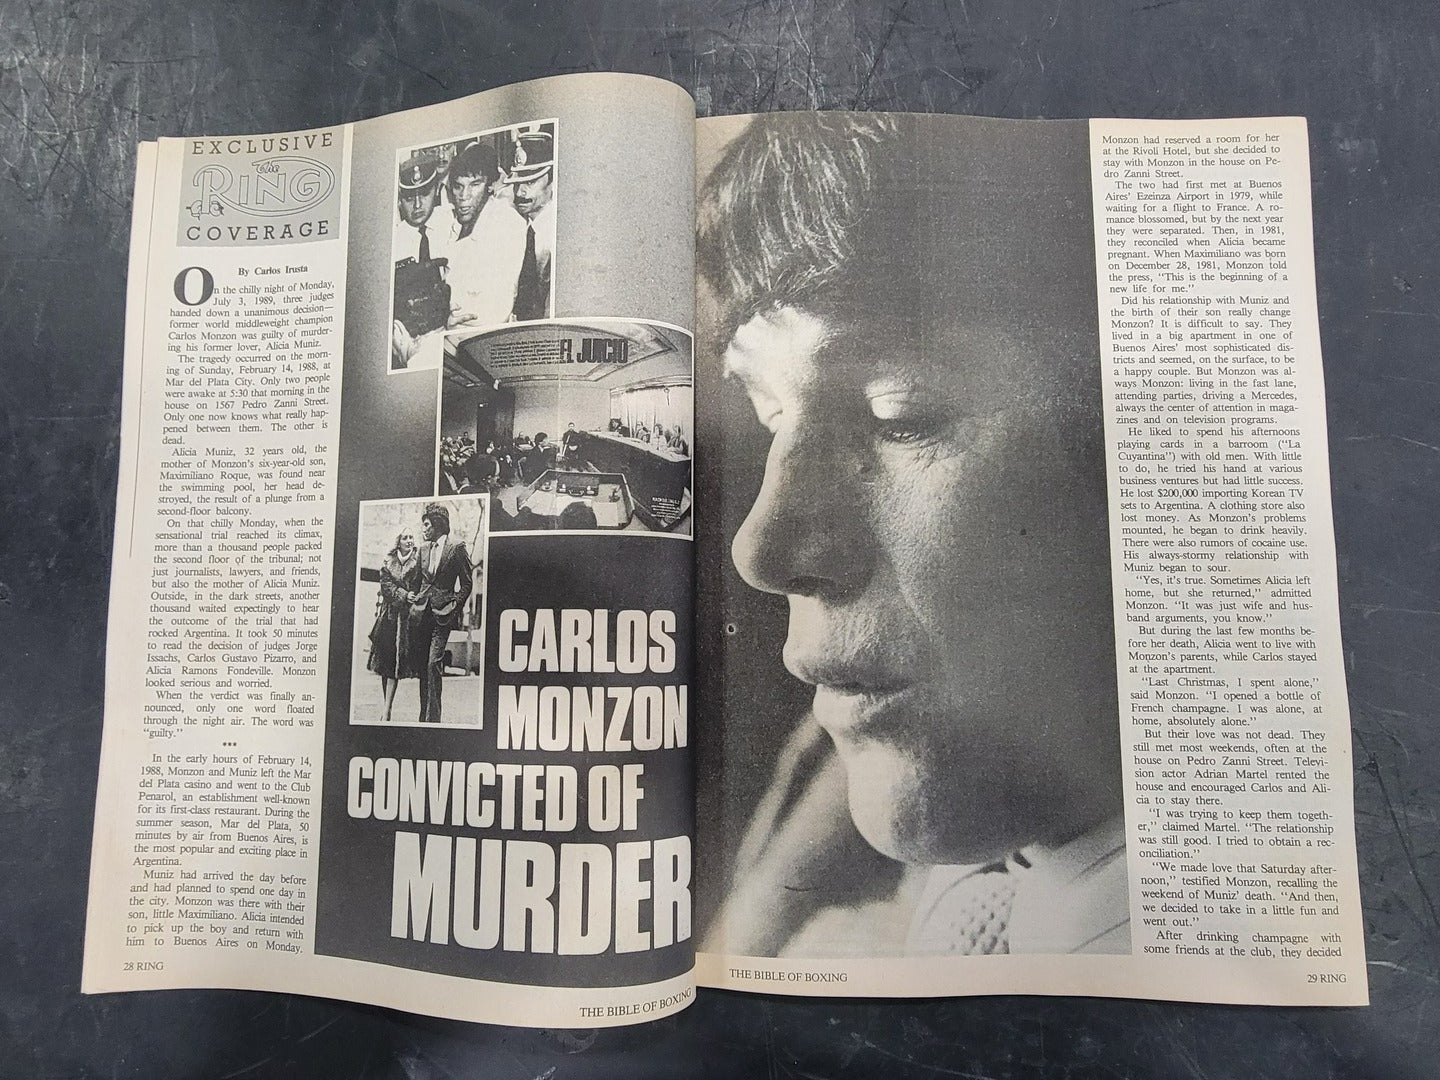 EXCLUSIVE
The
RING
COVERAGE
By Carlos Irusta
On the chilly night of Monday,
July 3, 1989, three judges
handed down a unanimous decision—
former world middleweight champion
Carlos Monzon was guilty of murder-
ing his former lover, Alicia Muniz.
The tragedy occurred on the morn-
ing of Sunday, February 14, 1988, at
Mar del Plata City. Only two people
were awake at 5:30 that morning in the
house on 1567 Pedro Zanni Street.
Only one now knows what really hap-
pened between them. The other is
dead.
Alicia Muniz, 32 years old, the
mother of Monzon's six-year-old son,
Maximiliano Roque, was found near
the swimming pool, her head de-
stroyed, the result of a plunge from a
second-floor balcony.
On that chilly Monday, when the
sensational trial reached its climax,
more than a thousand people packed
the second floor of the tribunal; not
just journalists, lawyers, and friends,
but also the mother of Alicia Muniz.
Outside, in the dark streets, another
thousand waited expectingly to hear
the outcome of the trial that had
rocked Argentina. It took 50 minutes
to read the decision of judges Jorge
Issachs, Carlos Gustavo Pizarro, and
Alicia Ramons Fondeville. Monzon
looked serious and worried.
When the verdict was finally an-
nounced, only one word floated
through the night air. The word was
"guilty."
***
In the early hours of February 14,
1988, Monzon and Muniz left the Mar
del Plata casino and went to the Club
Penarol, an establishment well-known
for its first-class restaurant. During the
summer season, Mar del Plata, 50
minutes by air from Buenos Aires, is
the most popular and exciting place in
Argentina.
Muniz had arrived the day before
and had planned to spend one day in
the city. Monzon was there with their
son, little Maximiliano. Alicia intended
to pick up the boy and return with
him to Buenos Aires on Monday.
28 RING
EL JUICIO
CARLOS
MONZON
CONVICTED OF
MURDER
THE BIBLE OF BOXING
Monzon had reserved a room for her
at the Rivoli Hotel, but she decided to
stay with Monzon in the house on Pe-
dro Zanni Street.
The two had first met at Buenos
Aires' Ezeinza Airport in 1979, while
waiting for a flight to France. A ro-
mance blossomed, but by the next year
they were separated. Then, in 1981,
they reconciled when Alicia became
pregnant. When Maximiliano was born
on December 28, 1981, Monzon told
the press, "This is the beginning of a
new life for me."
Did his relationship with Muniz and
the birth of their son really change
Monzon? It is difficult to say. They
lived in a big apartment in one of
Buenos Aires' most sophisticated dis-
tricts and seemed, on the surface, to be
a happy couple. But Monzon was al-
ways Monzon: living in the fast lane,
attending parties, driving a Mercedes,
always the center of attention in maga-
zines and on television programs.
He liked to spend his afternoons
playing cards in a barroom ("La
Cuyantina") with old men. With little
to do, he tried his hand at various
business ventures but had little success.
He lost $200,000 importing Korean TV
sets to Argentina. A clothing store also
lost money. As Monzon's problems
mounted, he began to drink heavily.
There were also rumors of cocaine use.
His always-stormy relationship with
Muniz began to sour.
"Yes, it's true. Sometimes Alicia left
home, but she returned," admitted
Monzon. "It was just wife and hus-
band arguments, you know."
But during the last few months be-
fore her death, Alicia went to live with
Monzon's parents, while Carlos stayed
at the apartment.
"Last Christmas, I spent alone,"
said Monzon. "I opened a bottle of
French champagne. I was alone, at
home, absolutely alone."
But their love was not dead. They
still met most weekends, often at the
house on Pedro Zanni Street. Televi-
sion actor Adrian Martel rented the
house and encouraged Carlos and Ali-
cia to stay there.
"I was trying to keep them togeth-
er," claimed Martel. "The relationship
was still good. I tried to obtain a rec-
onciliation."
"We made love that Saturday after-
noon," testified Monzon, recalling the
weekend of Muniz' death. "And then,
we decided to take in a little fun and
went out."
After drinking champagne with
some friends at the club, they decided
THE BIBLE OF BOXING
29 RING